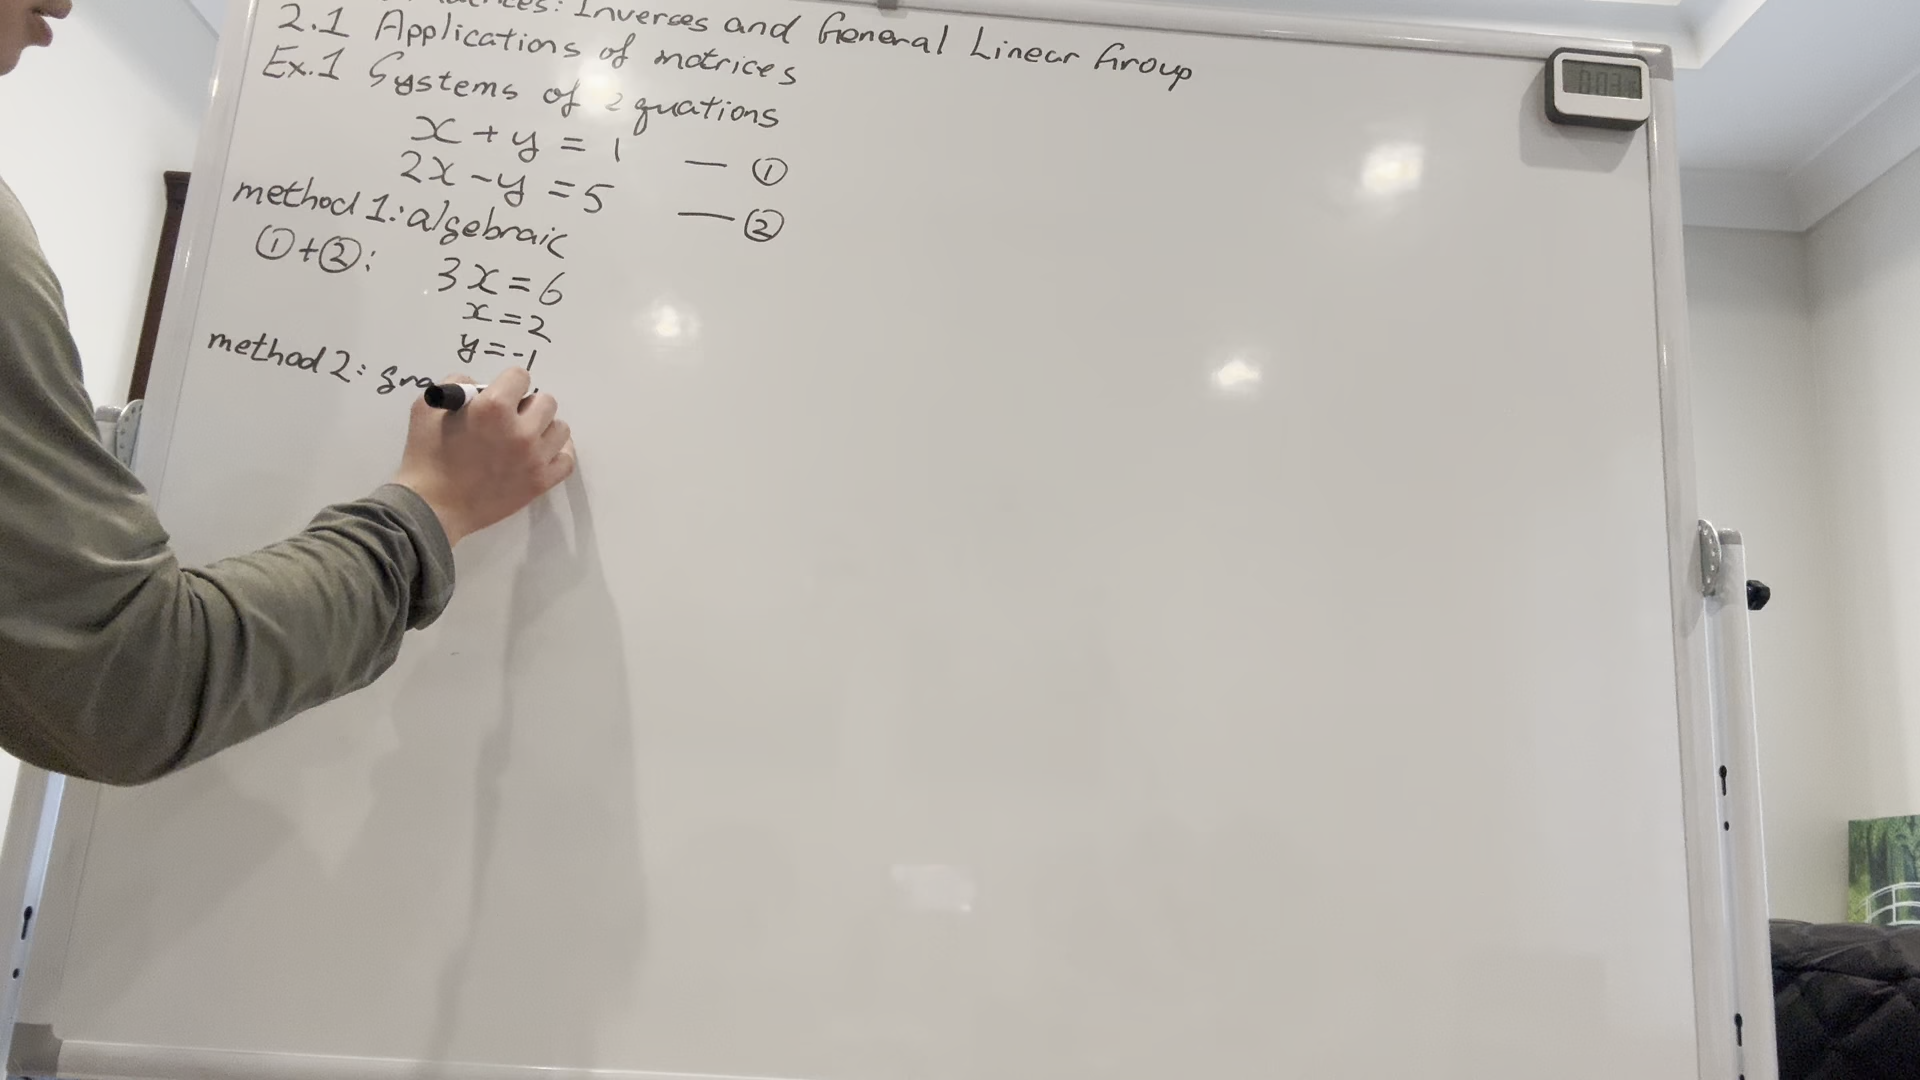 : Inverses and General Linear Group
2.1 Applications of matrices
Ex.1 Systems of equations
x + y = 1 — ①
2x - y = 5 — ②
method 1: algebraic
① + ②: 3x = 6
x = 2
y = -1
method 2: gra